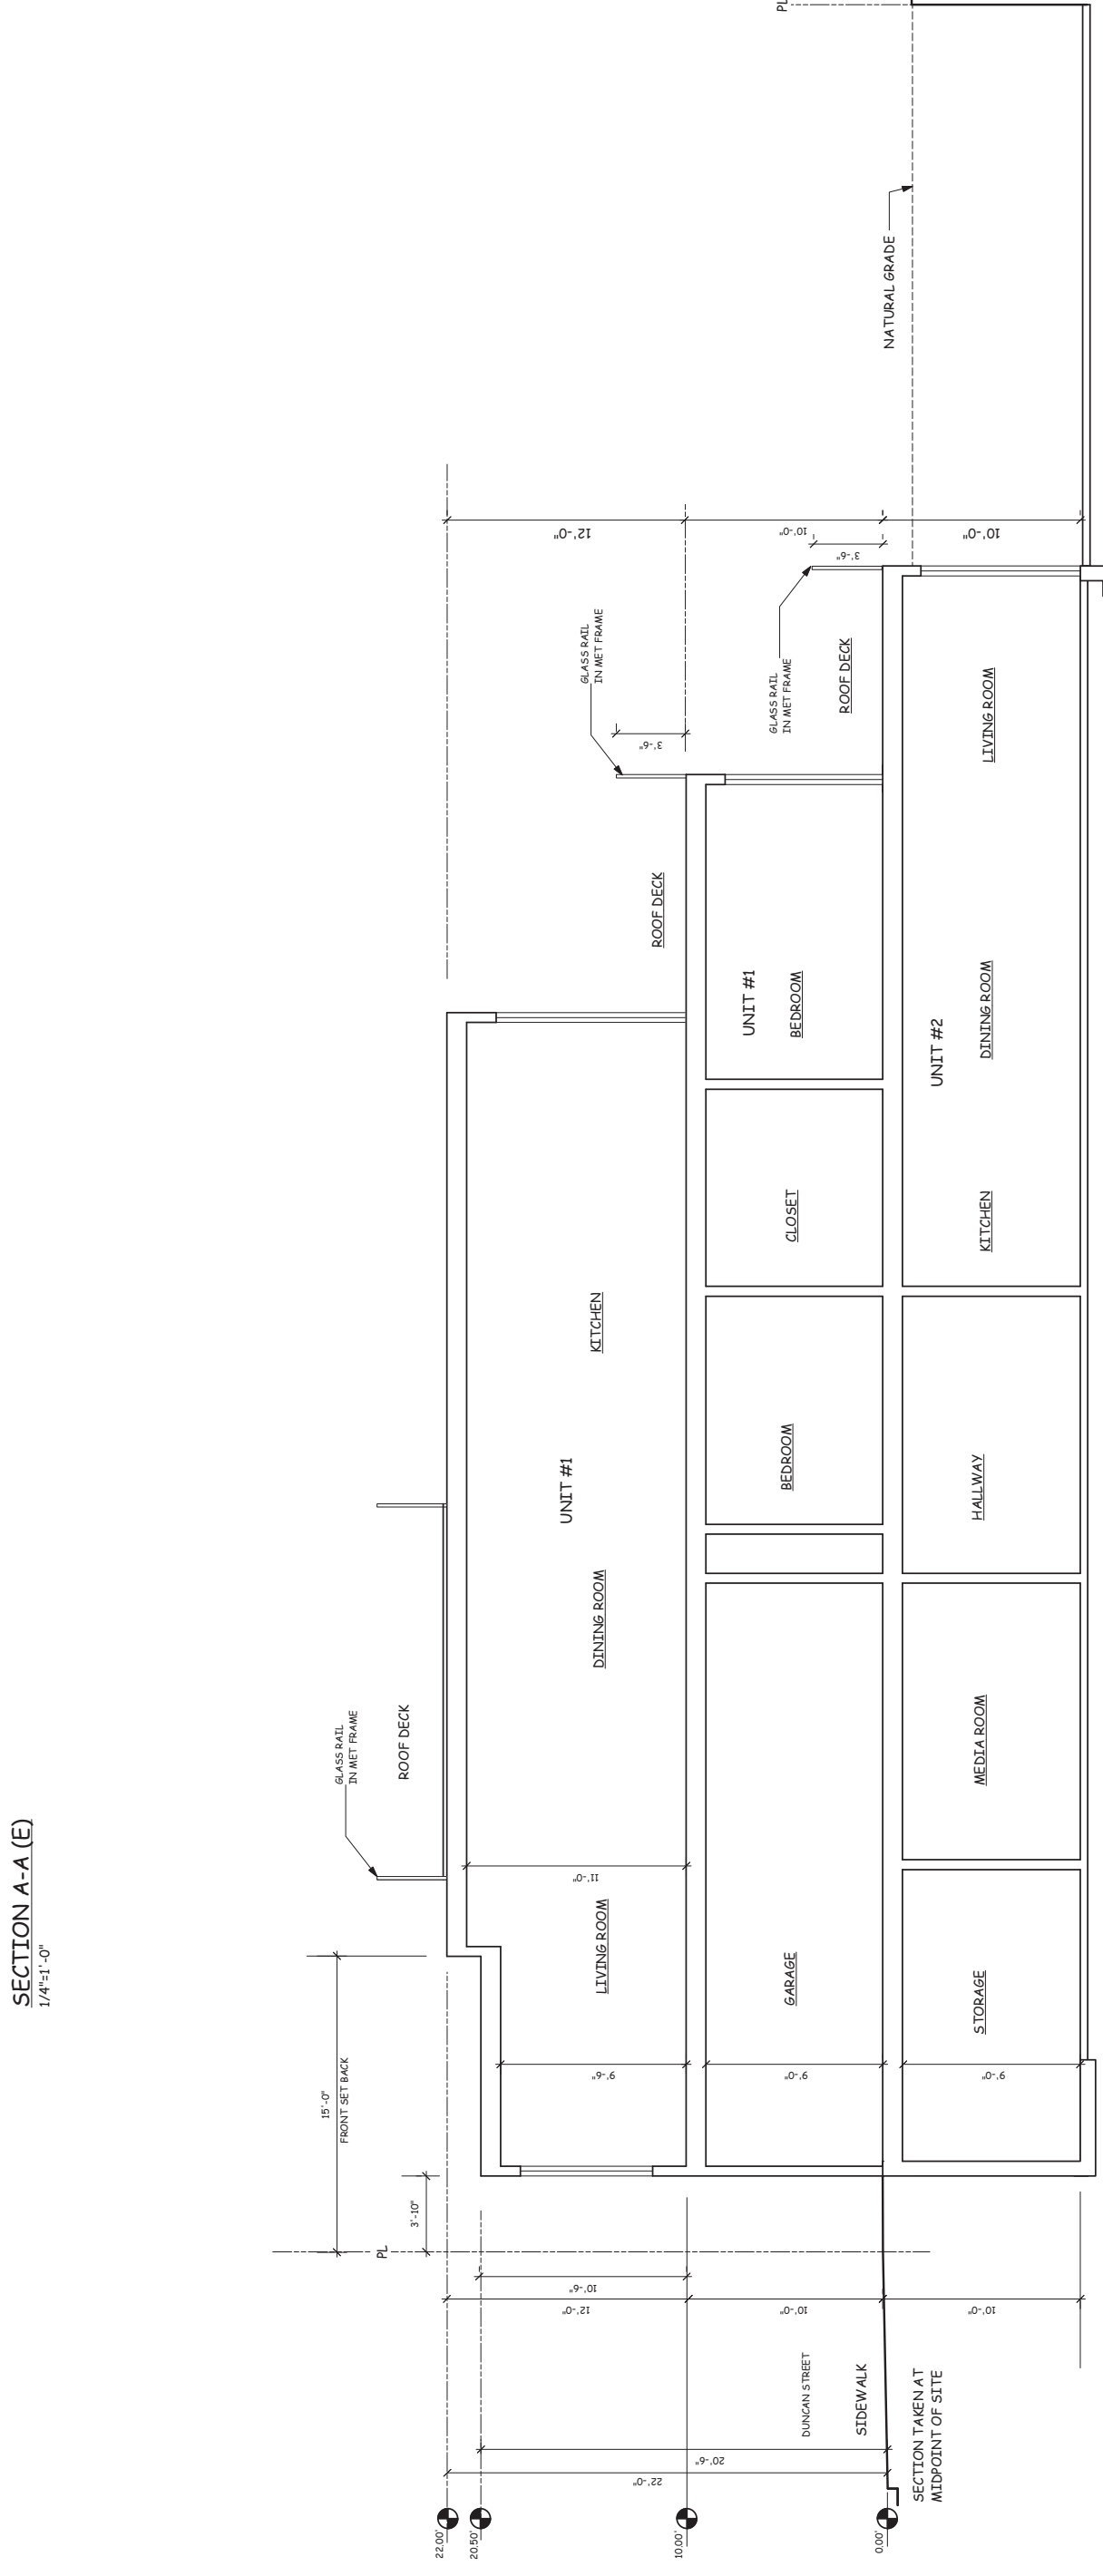 SECTION A-A (E)
1/4"=1'-0"
PL
NATURAL GRADE
12'-0"
10'-0"
10'-0"
3'-6"
GLASS RAIL
IN MET FRAME
3'-6"
GLASS RAIL
IN MET FRAME
ROOF DECK
LIVING ROOM
ROOF DECK
UNIT #1
BEDROOM
UNIT #2
DINING ROOM
CLOSET
KITCHEN
KITCHEN
UNIT #1
BEDROOM
HALLWAY
DINING ROOM
GLASS RAIL
IN MET FRAME
ROOF DECK
MEDIA ROOM
11'-0"
LIVING ROOM
GARAGE
STORAGE
15'-0"
FRONT SET BACK
9'-6"
9'-0"
9'-0"
3'-10"
PL
10'-6"
12'-0"
10'-0"
10'-0"
DUNCAN STREET
SIDEWALK
SECTION TAKEN AT
MIDPOINT OF SITE
20'-6"
22'-0"
22.00'
20.50'
10.00'
0.00'